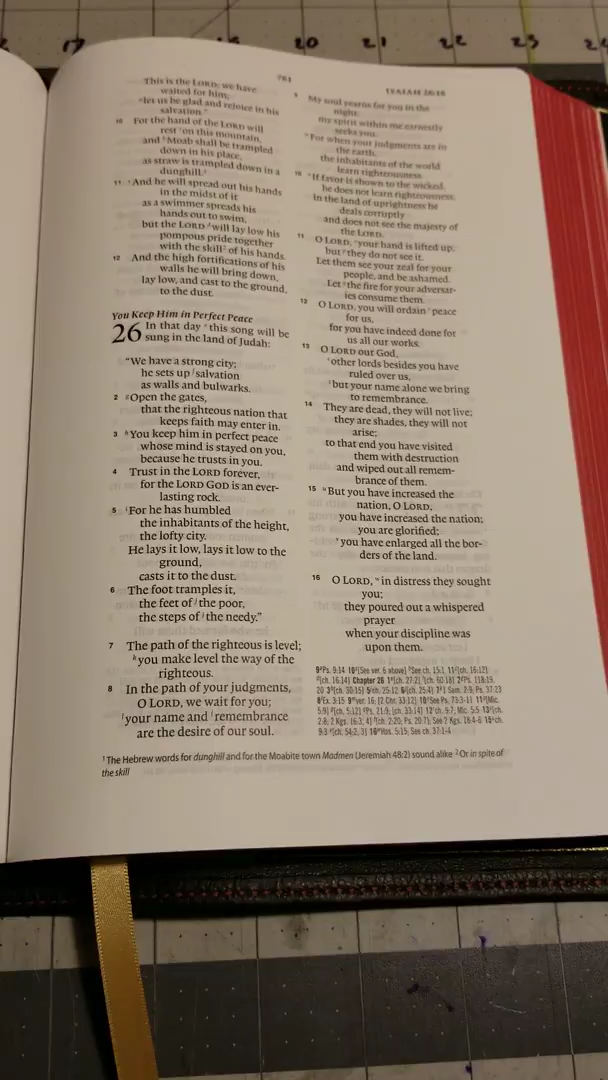 17
19
20
21
22
23
24
761
ISAIAH 26:16
This is the LORD; we have
waited for him;
let us be glad and rejoice in his
salvation."
10 For the hand of the LORD will
rest on this mountain,
and Moab shall be trampled
down in his place,
as straw is trampled down in a
dunghill.1
11 And he will spread out his hands
in the midst of it
as a swimmer spreads his
hands out to swim,
but the LORD will lay low his
pompous pride together
with the skill2 of his hands.
12 And the high fortifications of his
walls he will bring down,
lay low, and cast to the ground,
to the dust.
You Keep Him in Perfect Peace
26 In that day this song will be
sung in the land of Judah:
"We have a strong city;
he sets up salvation
as walls and bulwarks.
2 gOpen the gates,
that the righteous nation that
keeps faith may enter in.
3 hYou keep him in perfect peace
whose mind is stayed on you,
because he trusts in you.
4 Trust in the LORD forever,
for the LORD GOD is an ever-
lasting rock.
5 For he has humbled
the inhabitants of the height,
the lofty city.
He lays it low, lays it low to the
ground,
casts it to the dust.
6 The foot tramples it,
the feet of the poor,
the steps of the needy."
7 The path of the righteous is level;
kyou make level the way of the
righteous.
8 In the path of your judgments,
O LORD, we wait for you;
your name and remembrance
are the desire of our soul.
9 My soul yearns for you in the
night;
my spirit within me earnestly
seeks you.
For when your judgments are in
the earth,
the inhabitants of the world
learn righteousness.
10 If favor is shown to the wicked,
he does not learn righteousness;
in the land of uprightness he
deals corruptly
and does not see the majesty of
the LORD.
11 O LORD, your hand is lifted up,
but they do not see it.
Let them see your zeal for your
people, and be ashamed.
Let the fire for your adversar-
ies consume them.
12 O LORD, you will ordain peace
for us,
for you have indeed done for
us all our works.
13 O LORD our God,
other lords besides you have
ruled over us,
but your name alone we bring
to remembrance.
14 They are dead, they will not live;
they are shades, they will not
arise;
to that end you have visited
them with destruction
and wiped out all remem-
brance of them.
15 But you have increased the
nation, O LORD,
you have increased the nation;
you are glorified;
you have enlarged all the bor-
ders of the land.
16 O LORD, in distress they sought
you;
they poured out a whispered
prayer
when your discipline was
upon them.
1 The Hebrew words for dunghill and for the Moabite town Madmen (Jeremiah 48:2) sound alike 2 Or in spite of
the skill